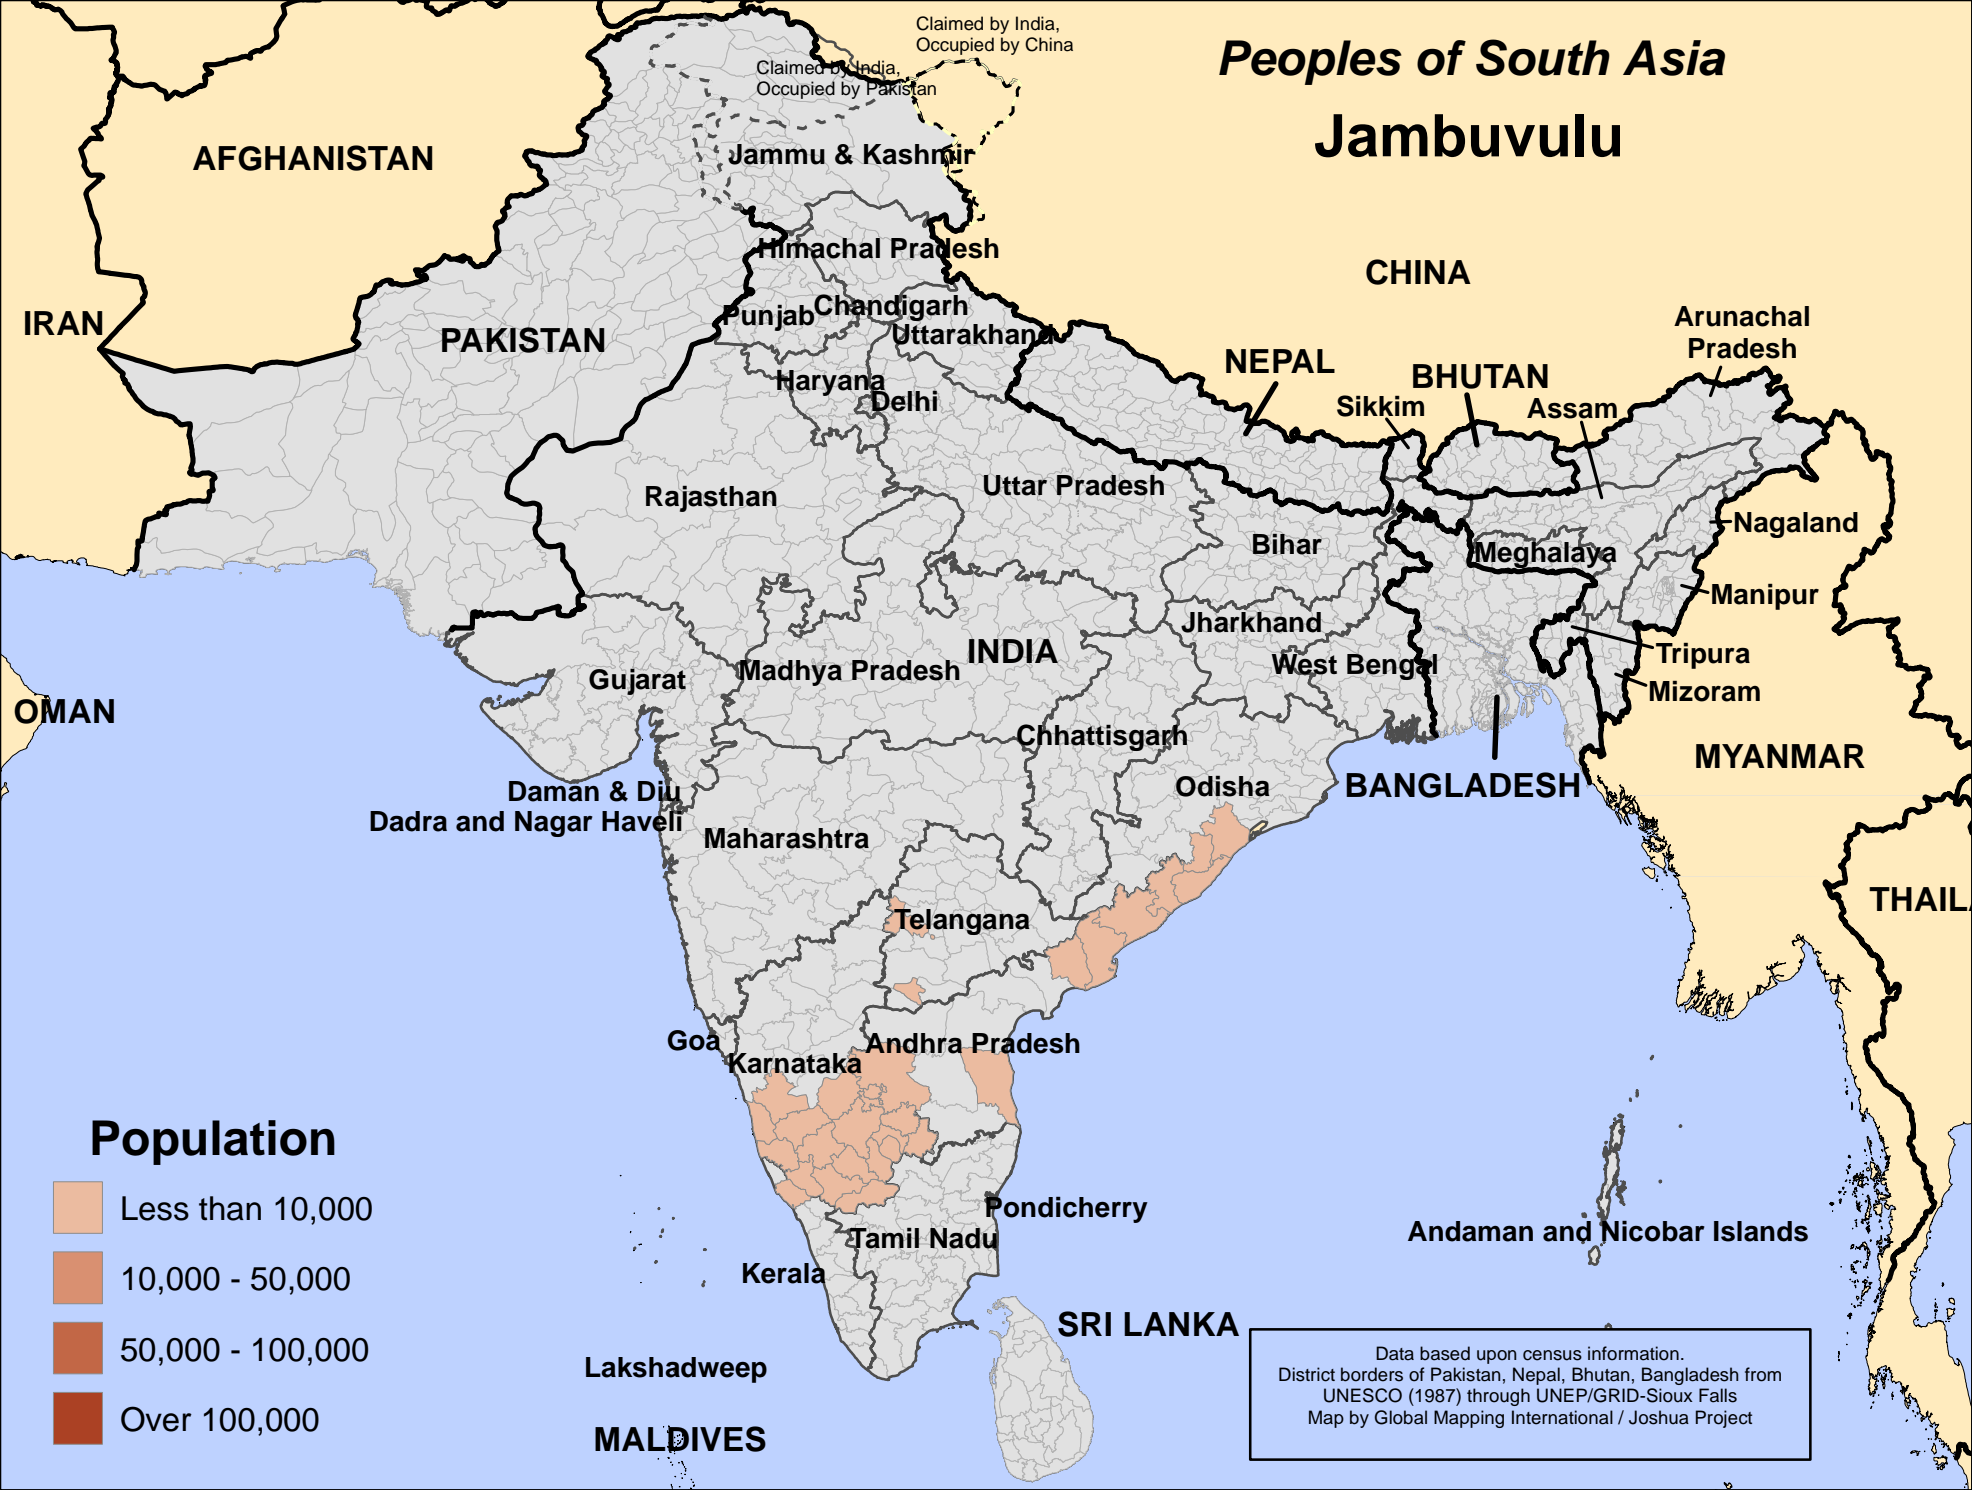 Claimed by India,
Occupied by China
Peoples of South Asia
Claimed by India,
Occupied by Pakistan
Jambuvulu
AFGHANISTAN
Jammu & Kashmir
Himachal Pradesh
CHINA
IRAN
PAKISTAN
Punjab
Chandigarh
Uttarakhand
Arunachal
Pradesh
NEPAL
BHUTAN
Haryana
Delhi
Sikkim
Assam
Rajasthan
Uttar Pradesh
Nagaland
Bihar
Meghalaya
Manipur
Jharkhand
INDIA
Tripura
West Bengal
Madhya Pradesh
Gujarat
Mizoram
OMAN
Chhattisgarh
MYANMAR
Odisha
BANGLADESH
Daman & Diu
Dadra and Nagar Haveli
Maharashtra
THAILA
Telangana
Goa
Andhra Pradesh
Karnataka
Population
Less than 10,000
10,000 - 50,000
50,000 - 100,000
Over 100,000
Pondicherry
Andaman and Nicobar Islands
Tamil Nadu
Kerala
SRI LANKA
Lakshadweep
MALDIVES
Data based upon census information.
District borders of Pakistan, Nepal, Bhutan, Bangladesh from
UNESCO (1987) through UNEP/GRID-Sioux Falls
Map by Global Mapping International / Joshua Project